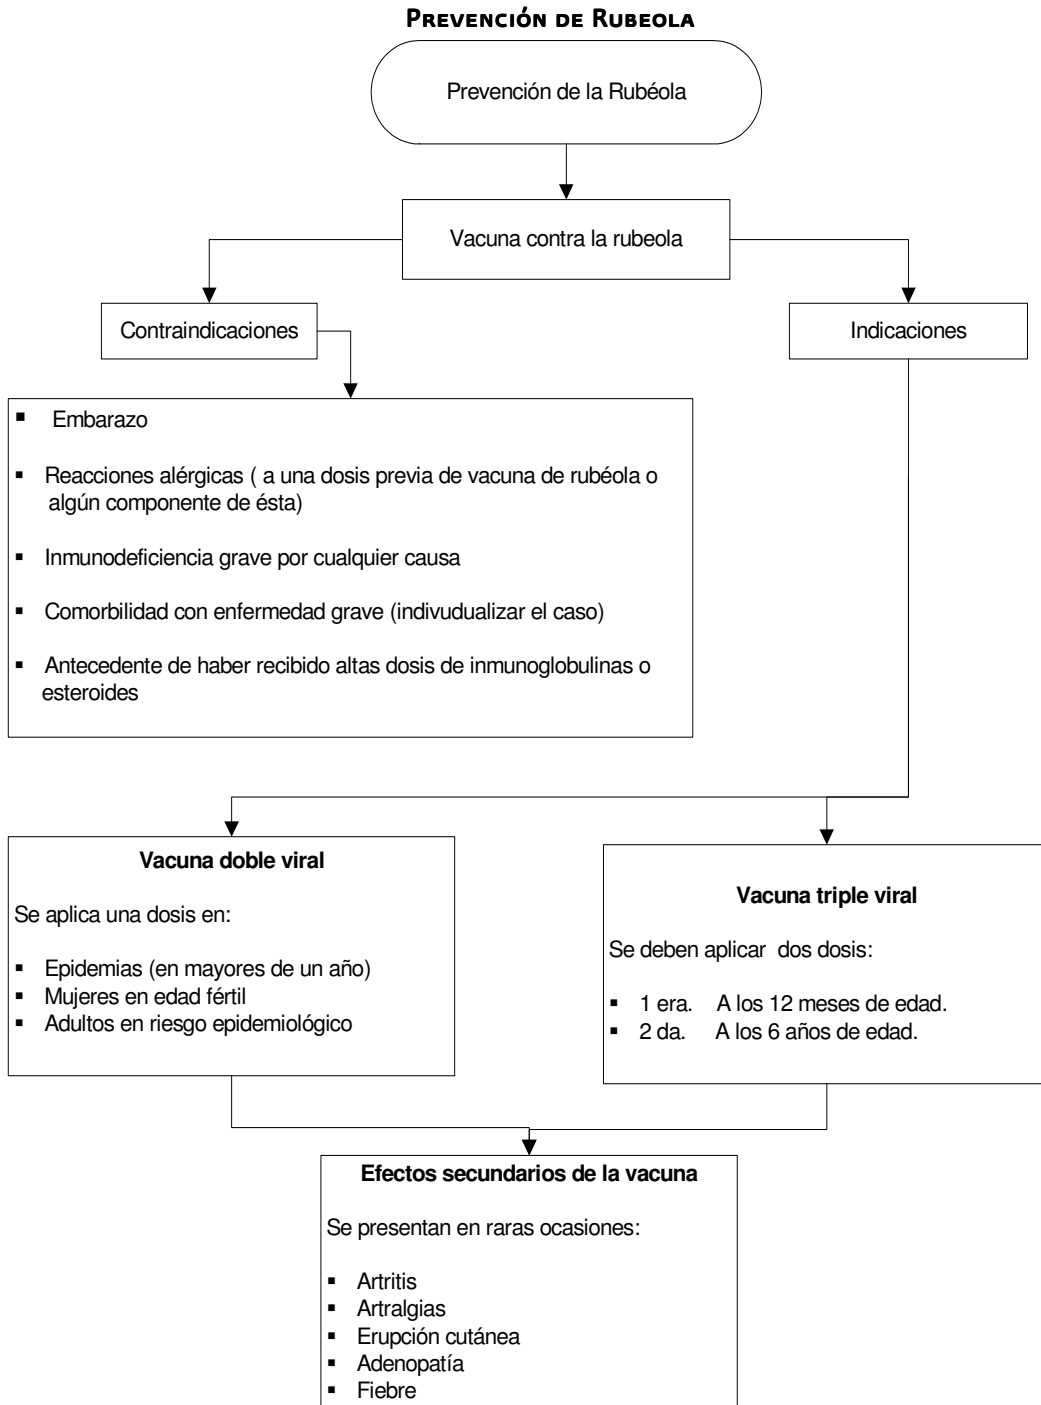 PREVENCIÓN DE RUBEOLA
Prevención de la Rubéola
Vacuna contra la rubeola
Contraindicaciones
Indicaciones
▪ Embarazo
▪ Reacciones alérgicas ( a una dosis previa de vacuna de rubéola o
algún componente de ésta)
▪ Inmunodeficiencia grave por cualquier causa
▪ Comorbilidad con enfermedad grave (indivudualizar el caso)
▪ Antecedente de haber recibido altas dosis de inmunoglobulinas o
esteroides
Vacuna doble viral
Se aplica una dosis en:
▪ Epidemias (en mayores de un año)
▪ Mujeres en edad fértil
▪ Adultos en riesgo epidemiológico
Vacuna triple viral
Se deben aplicar dos dosis:
▪ 1 era. A los 12 meses de edad.
▪ 2 da. A los 6 años de edad.
Efectos secundarios de la vacuna
Se presentan en raras ocasiones:
▪ Artritis
▪ Artralgias
▪ Erupción cutánea
▪ Adenopatía
▪ Fiebre